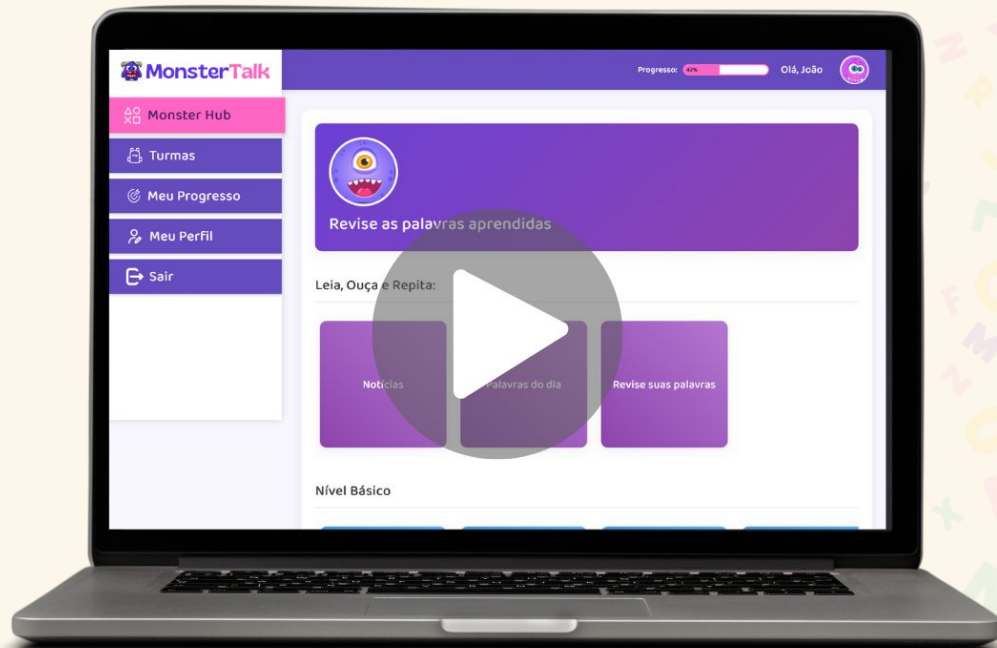 MonsterTalk
Progresso: 42%
Olá, João
Monster Hub
Turmas
Meu Progresso
Meu Perfil
Sair
Revise as palavras aprendidas
Leia, Ouça e Repita:
Notícias
Palavras do dia
Revise suas palavras
Nível Básico